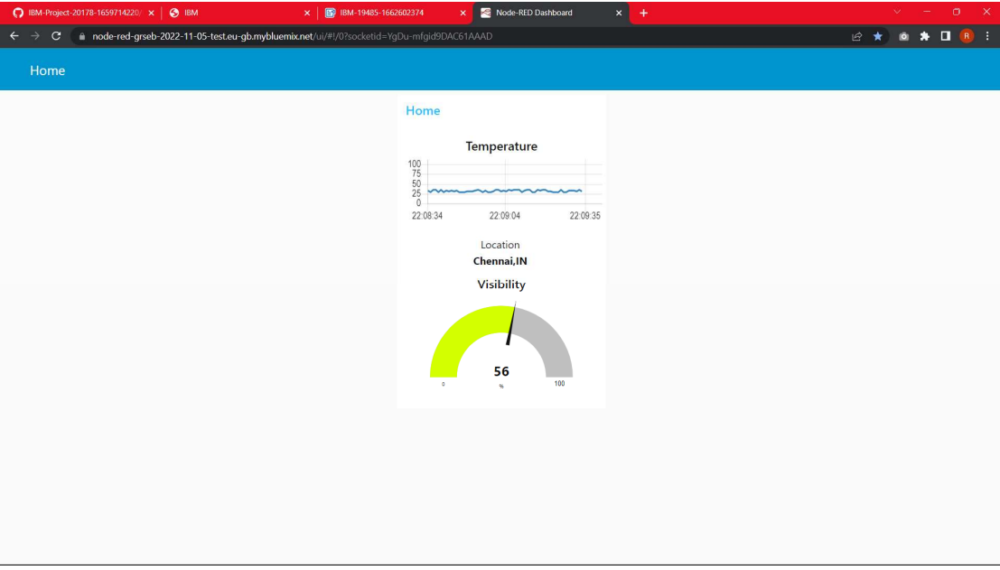 IBM-Project-20178-1659714220/
IBM
IBM-19485-1662602374
Node-RED Dashboard
node-red-grseb-2022-11-05-test.eu-gb.mybluemix.net/ui/#!/0?socketid=YgDu-mfgid9DAC61AAAD
R
Home
Home
Temperature
100
75
50
25
0
22:08:34 22:09:04 22:09:35
Location
Chennai,IN
Visibility
56
0 % 100